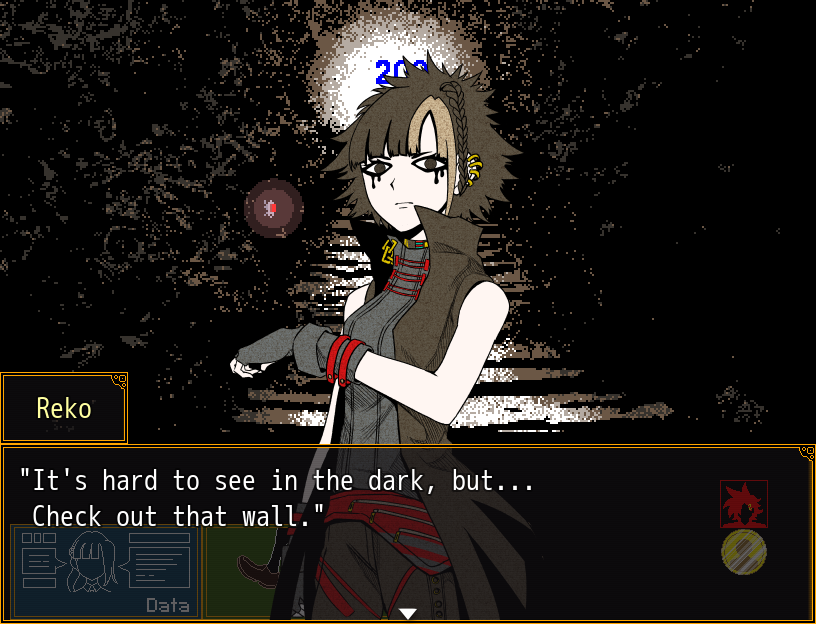 Reko
"It's hard to see in the dark, but...
Check out that wall."
Data